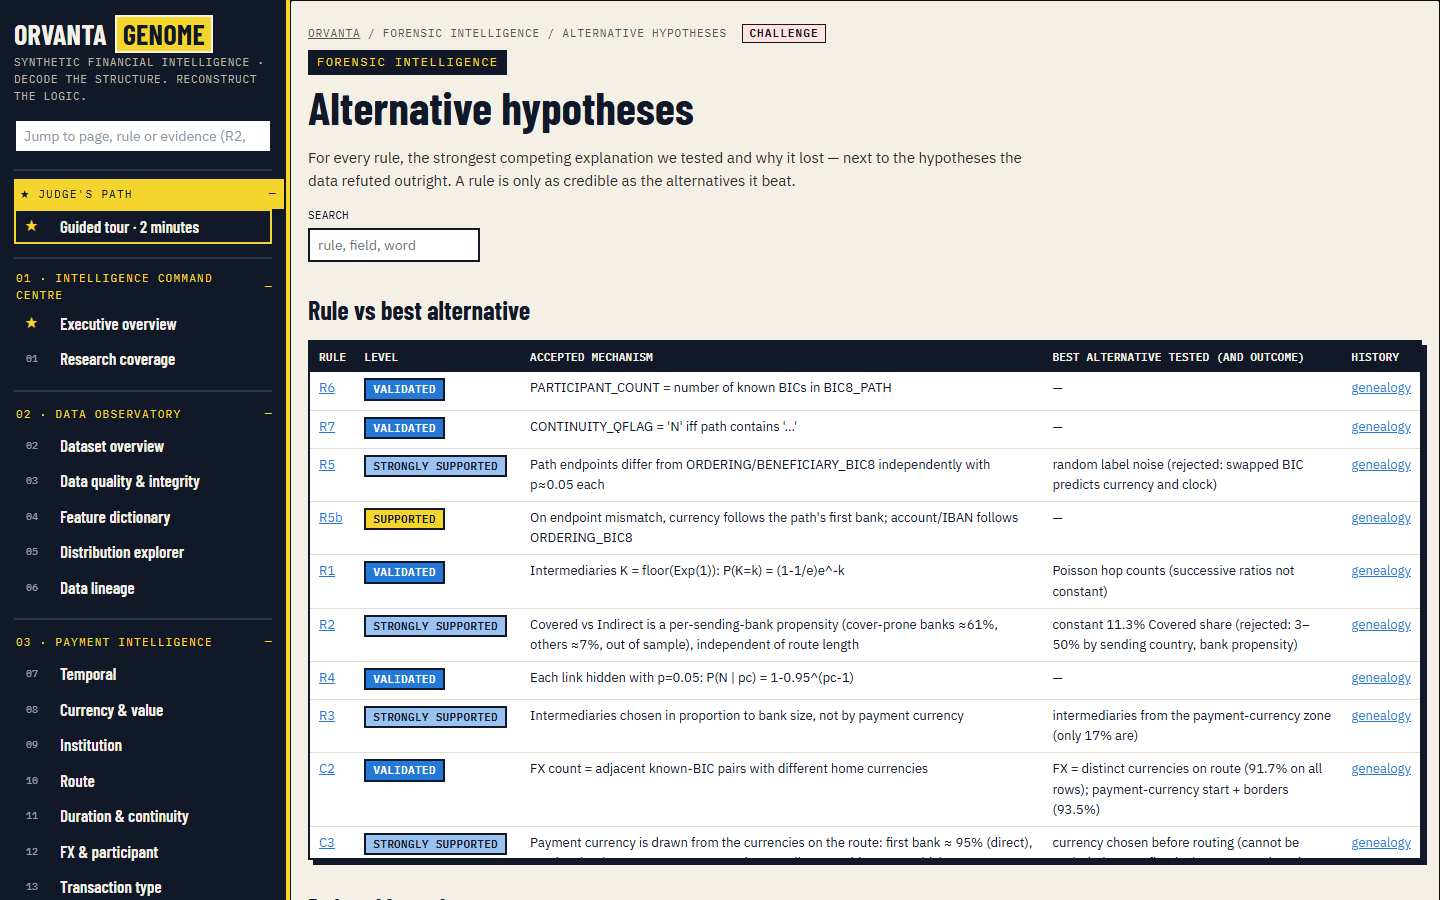 ORVANTA GENOME
SYNTHETIC FINANCIAL INTELLIGENCE ·
DECODE THE STRUCTURE. RECONSTRUCT
THE LOGIC.
Jump to page, rule or evidence (R2,
★ JUDGE'S PATH –
★ Guided tour · 2 minutes
01 · INTELLIGENCE COMMAND
CENTRE –
★ Executive overview
01 Research coverage
02 · DATA OBSERVATORY –
02 Dataset overview
03 Data quality & integrity
04 Feature dictionary
05 Distribution explorer
06 Data lineage
03 · PAYMENT INTELLIGENCE –
07 Temporal
08 Currency & value
09 Institution
10 Route
11 Duration & continuity
12 FX & participant
13 Transaction type
ORVANTA / FORENSIC INTELLIGENCE / ALTERNATIVE HYPOTHESES CHALLENGE
FORENSIC INTELLIGENCE
Alternative hypotheses
For every rule, the strongest competing explanation we tested and why it lost — next to the hypotheses the
data refuted outright. A rule is only as credible as the alternatives it beat.
SEARCH
rule, field, word
Rule vs best alternative
RULE LEVEL ACCEPTED MECHANISM BEST ALTERNATIVE TESTED (AND OUTCOME) HISTORY
R6 VALIDATED PARTICIPANT_COUNT = number of known BICs in BIC8_PATH — genealogy
R7 VALIDATED CONTINUITY_QFLAG = 'N' iff path contains '...' — genealogy
R5 STRONGLY SUPPORTED Path endpoints differ from ORDERING/BENEFICIARY_BIC8 independently with random label noise (rejected: swapped BIC genealogy
p≈0.05 each predicts currency and clock)
R5b SUPPORTED On endpoint mismatch, currency follows the path's first bank; account/IBAN follows — genealogy
ORDERING_BIC8
R1 VALIDATED Intermediaries K = floor(Exp(1)): P(K=k) = (1-1/e)e^-k Poisson hop counts (successive ratios not genealogy
constant)
R2 STRONGLY SUPPORTED Covered vs Indirect is a per-sending-bank propensity (cover-prone banks ≈61%, constant 11.3% Covered share (rejected: 3– genealogy
others ≈7%, out of sample), independent of route length 50% by sending country, bank propensity)
R4 VALIDATED Each link hidden with p=0.05: P(N | pc) = 1-0.95^(pc-1) — genealogy
R3 STRONGLY SUPPORTED Intermediaries chosen in proportion to bank size, not by payment currency intermediaries from the payment-currency zone genealogy
(only 17% are)
C2 VALIDATED FX count = adjacent known-BIC pairs with different home currencies FX = distinct currencies on route (91.7% on all genealogy
rows); payment-currency start + borders
(93.5%)
C3 STRONGLY SUPPORTED Payment currency is drawn from the currencies on the route: first bank ≈ 95% (direct), currency chosen before routing (cannot be genealogy